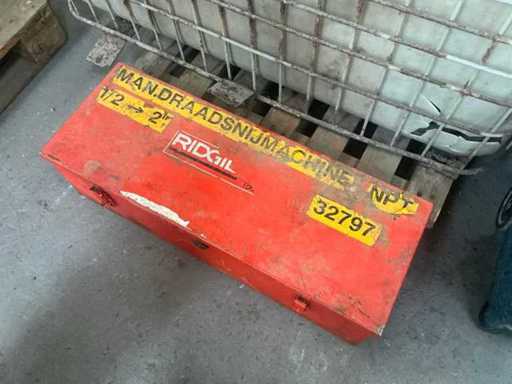 MAN.DRAADSNIJMACHINE NPT
1/2 → 2"
RIDGID
32797